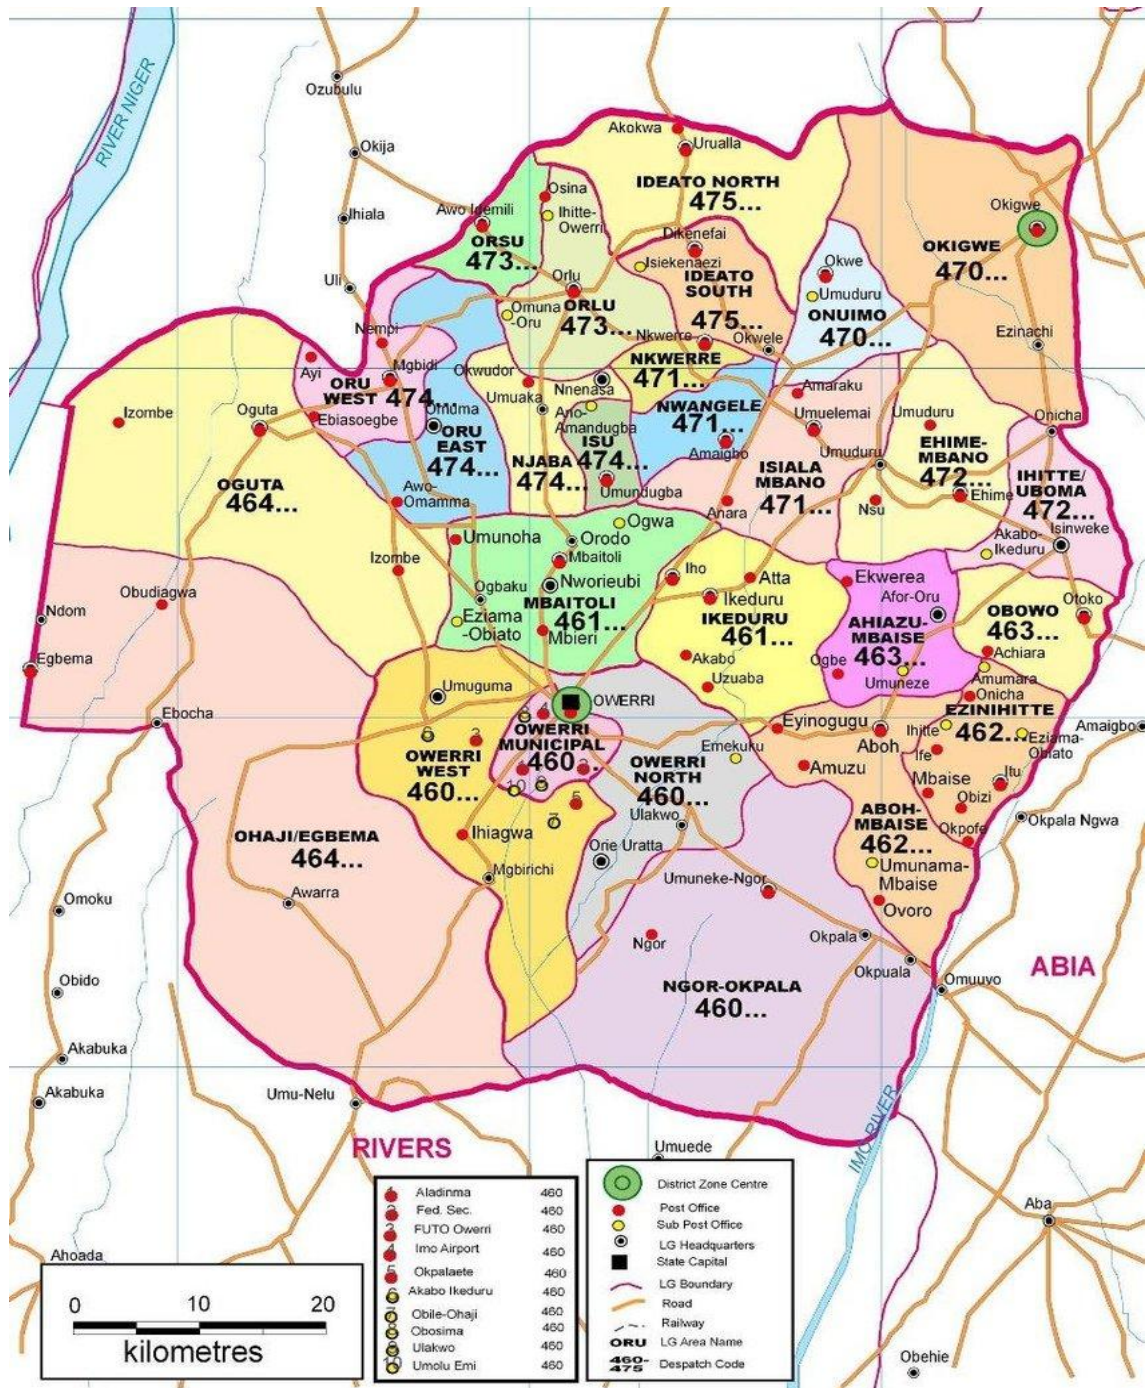 RIVER NIGER
Ozubulu
Okija
Ihiala
Uli
Akokwa
Urualla
IDEATO NORTH
475...
Osina
Ihitte-
Owerri
Awo Idemili
ORSU
473...
Dikenefai
Isiekenaezi
IDEATO
SOUTH
475...
Okigwe
OKIGWE
470...
Okwe
Umuduru
ONUIMO
470...
Ezinachi
Orlu
ORLU
473...
Omuna
-Oru
Nkwerre
Okwele
NKWERRE
471...
Nempi
Mgbidi
Ayi
ORU
WEST
474...
Ebiasoegbe
Okwudor
Umuaka
Nnenasa
Ano-
Amandugba
ISU
474...
Umundugba
NWANGELE
471...
Amaigbo
Amaraku
Umuelemai
Umuduru
ISIALA
MBANO
471...
Anara
Umuduru
EHIME-
MBANO
472...
Ehime
Nsu
Onicha
IHITTE/
UBOMA
472...
Isinweke
Akabo-
Ikeduru
Izombe
Oguta
OGUTA
464...
Omuma
ORU
EAST
474...
NJABA
474...
Awo-
Omamma
Umunoha
Ogwa
Orodo
Mbaitoli
Nworieubi
MBAITOLI
461...
Mbieri
Izombe
Ogbaku
Eziama
-Obiato
Iho
Atta
Ikeduru
IKEDURU
461...
Akabo
Uzuaba
Ekwerea
Afor-Oru
AHIAZU-
MBAISE
463...
Ogbe
Umuneze
OBOWO
463...
Otoko
Achiara
Amumara
Onicha
EZINIHITTE
462...
Ihitte
Ife
Eziama-
Obiato
Mbaise
Itu
Obizi
Okpofe
Amaigbo
Okpala Ngwa
Obudiagwa
Ndom
Egbema
Ebocha
Umuguma
OWERRI
OWERRI
MUNICIPAL
460...
OWERRI
WEST
460...
OWERRI
NORTH
460...
Emekuku
Eyinogugu
Aboh
Amuzu
ABOH-
MBAISE
462...
Umunama-
Mbaise
Ovoro
Ulakwo
Orie Uratta
Ihiagwa
Mgbirichi
OHAJI/EGBEMA
464...
Awarra
Umuneke-Ngor
Ngor
Okpala
Okpuala
NGOR-OKPALA
460...
Omuuvo
ABIA
Omoku
Obido
Akabuka
Akabuka
Umu-Nelu
RIVERS
Umuede
IMO RIVER
Aba
Obehie
Ahoada
0 10 20
kilometres
1 Aladinma 460
2 Fed. Sec. 460
3 FUTO Owerri 460
4 Imo Airport 460
5 Okpalaete 460
6 Akabo Ikeduru 460
7 Obile-Ohaji 460
8 Obosima 460
9 Ulakwo 460
10 Umolu Emi 460
District Zone Centre
Post Office
Sub Post Office
LG Headquarters
State Capital
LG Boundary
Road
Railway
ORU LG Area Name
460-
475 Despatch Code